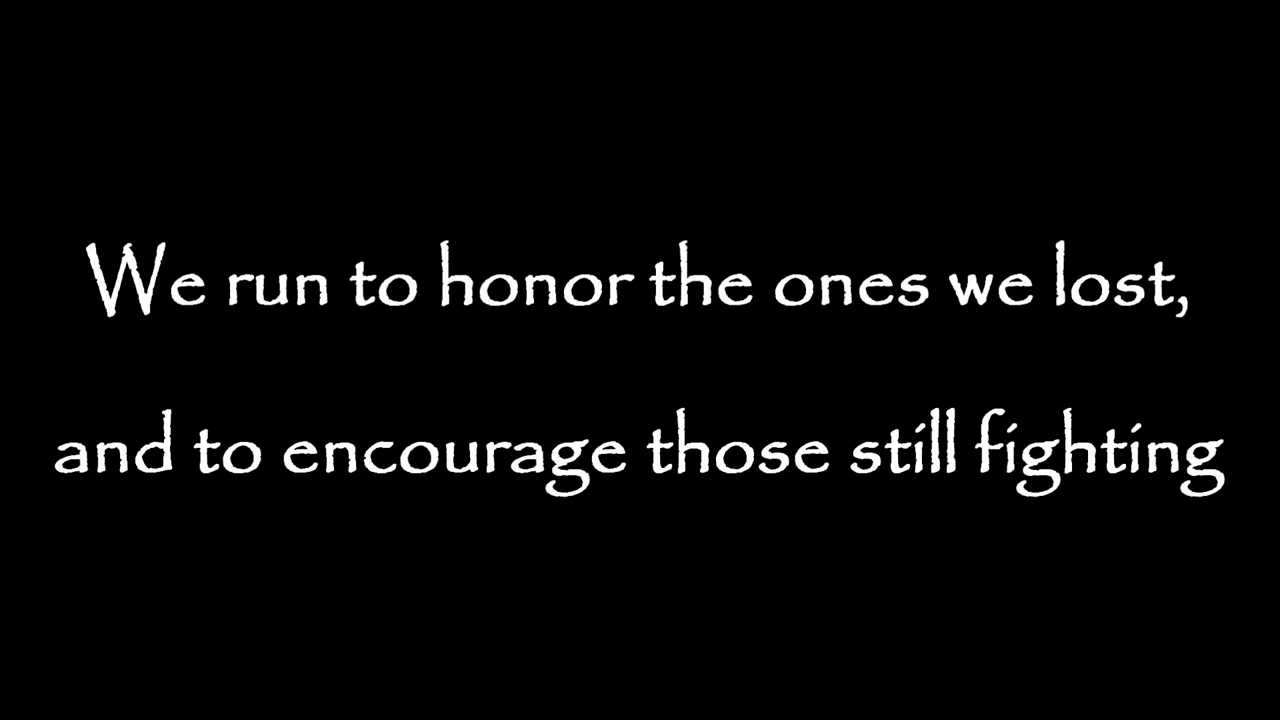 We run to honor the ones we lost,
and to encourage those still fighting